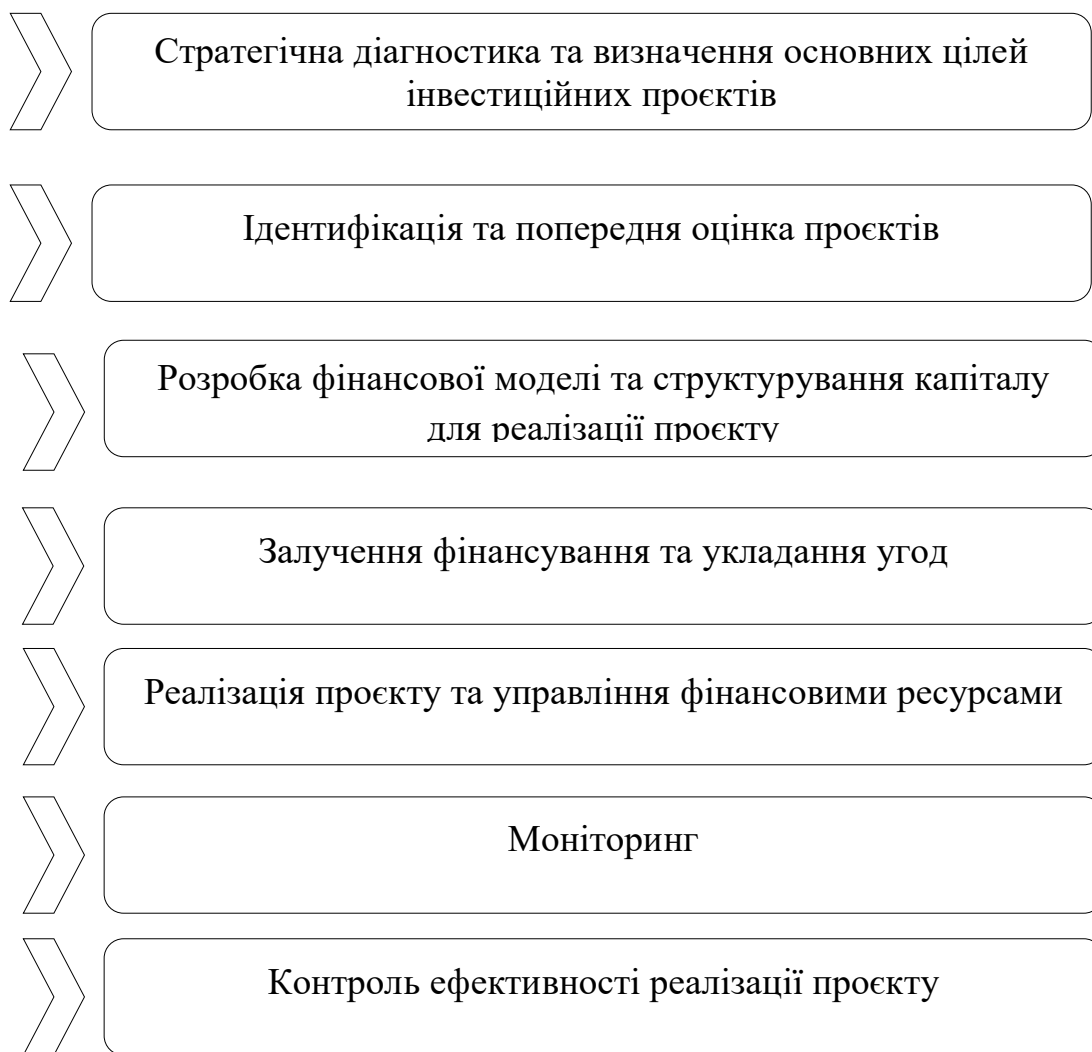 Стратегічна діагностика та визначення основних цілей
інвестиційних проєктів
Ідентифікація та попередня оцінка проєктів
Розробка фінансової моделі та структурування капіталу
для реалізації проєкту
Залучення фінансування та укладання угод
Реалізація проєкту та управління фінансовими ресурсами
Моніторинг
Контроль ефективності реалізації проєкту